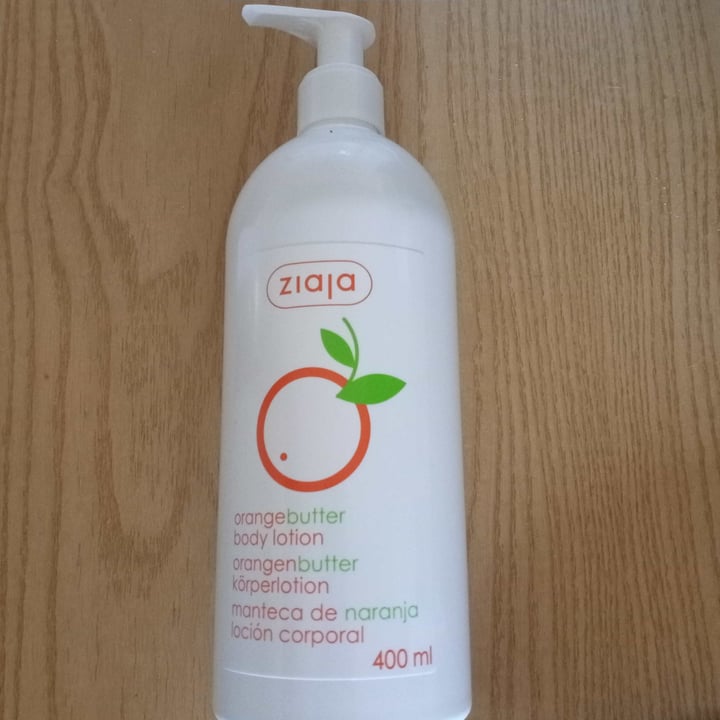 ziaja
orangebutter
body lotion
orangenbutter
körperlotion
manteca de naranja
loción corporal
400 ml